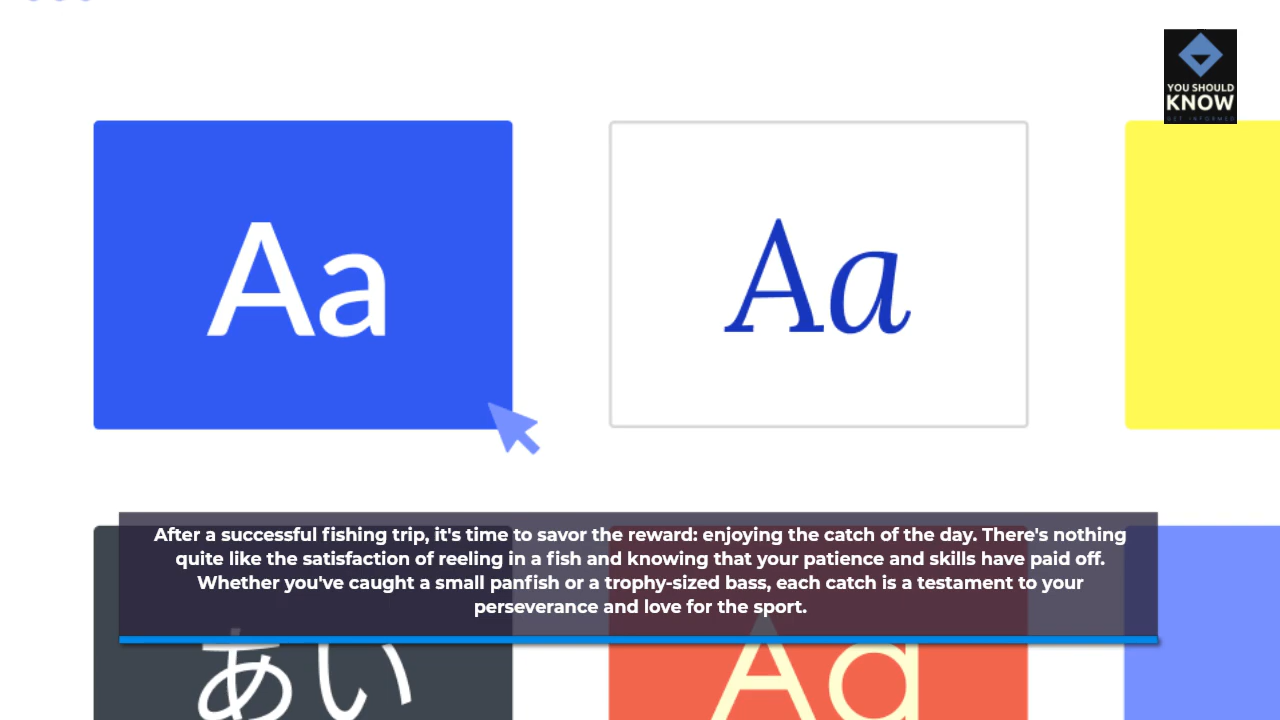 YOU SHOULD
KNOW
GET INFORMED
Aa
Aa
After a successful fishing trip, it's time to savor the reward: enjoying the catch of the day. There's nothing
quite like the satisfaction of reeling in a fish and knowing that your patience and skills have paid off.
Whether you've caught a small panfish or a trophy-sized bass, each catch is a testament to your
perseverance and love for the sport.
あい
Aa